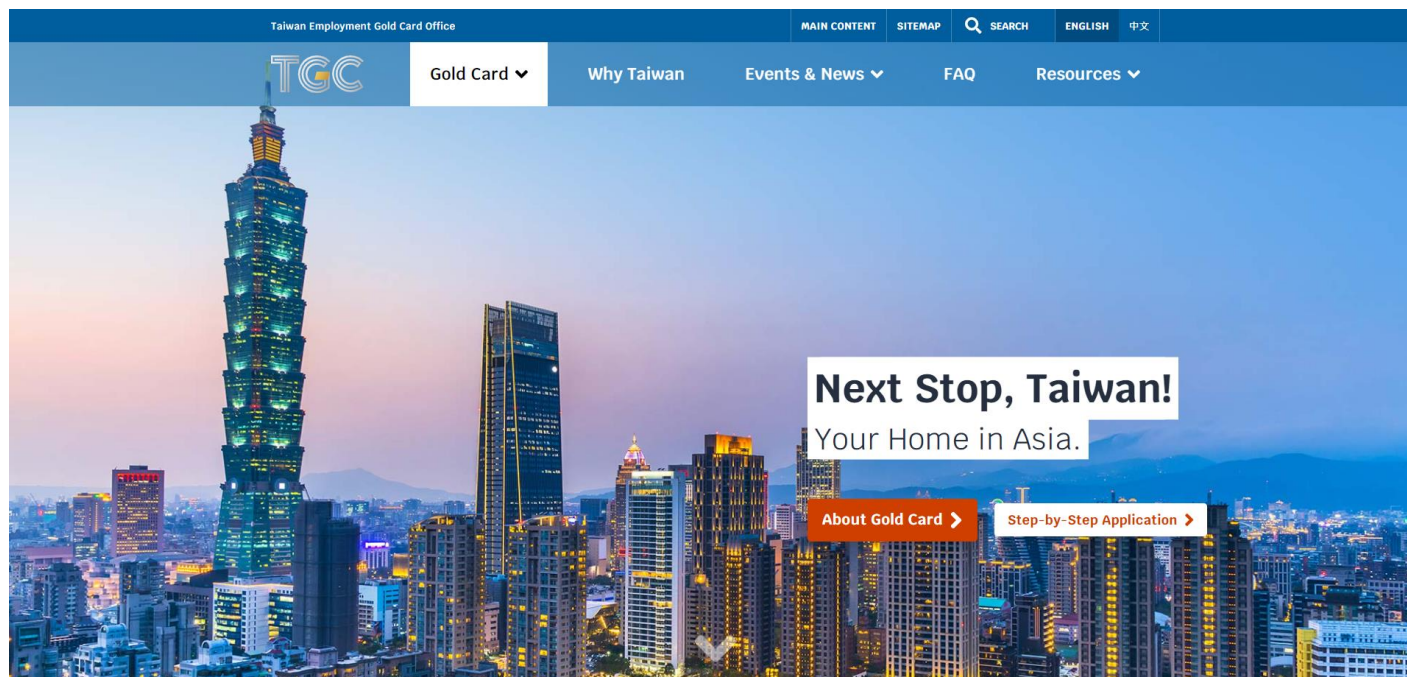 Taiwan Employment Gold Card Office
MAIN CONTENT SITEMAP SEARCH ENGLISH 中文
TGC
Gold Card Why Taiwan Events & News FAQ Resources
Next Stop, Taiwan!
Your Home in Asia.
About Gold Card
Step-by-Step Application